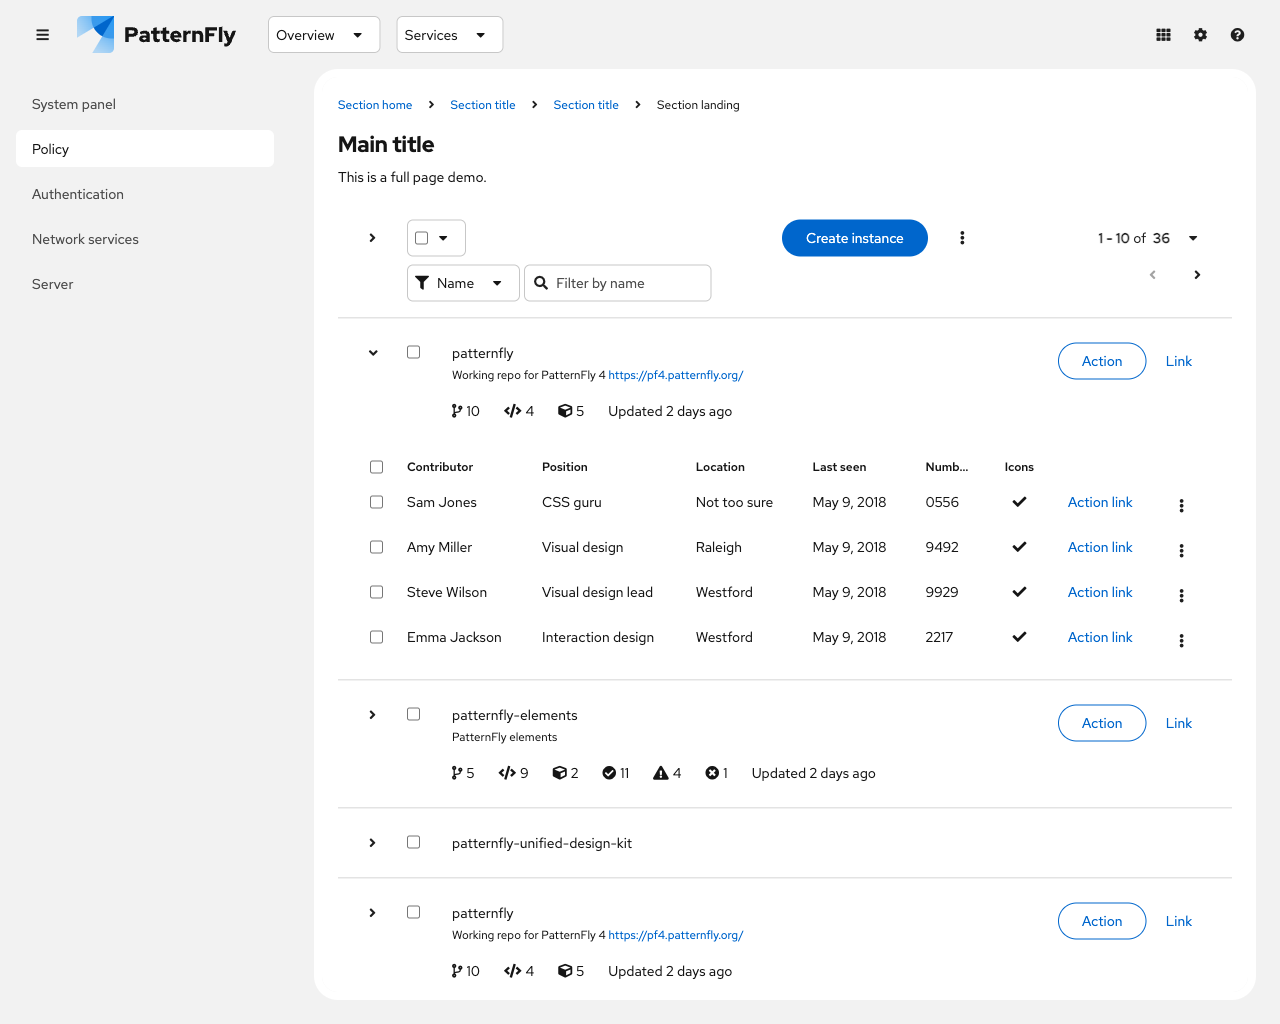 PatternFly Overview Services
System panel
Policy
Authentication
Network services
Server
Section home Section title Section title Section landing
Main title
This is a full page demo.
Create instance 1 - 10 of 36
Name Filter by name
patternfly
Working repo for PatternFly 4 https://pf4.patternfly.org/
10 4 5 Updated 2 days ago
Action Link
Contributor Position Location Last seen Numb... Icons
Sam Jones CSS guru Not too sure May 9, 2018 0556 Action link
Amy Miller Visual design Raleigh May 9, 2018 9492 Action link
Steve Wilson Visual design lead Westford May 9, 2018 9929 Action link
Emma Jackson Interaction design Westford May 9, 2018 2217 Action link
patternfly-elements
PatternFly elements
5 9 2 11 4 1 Updated 2 days ago
Action Link
patternfly-unified-design-kit
patternfly
Working repo for PatternFly 4 https://pf4.patternfly.org/
10 4 5 Updated 2 days ago
Action Link